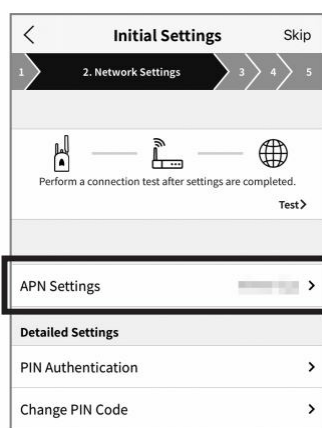 Initial Settings Skip
1 2. Network Settings 3 4 5
Perform a connection test after settings are completed.
Test
APN Settings
Detailed Settings
PIN Authentication
Change PIN Code